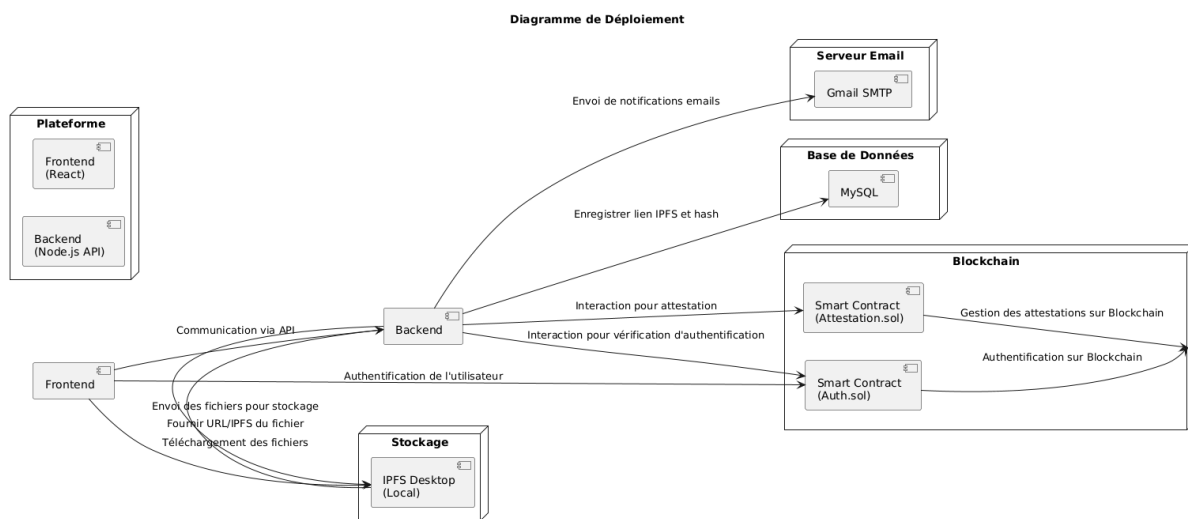 Diagramme de Déploiement
Serveur Email
Gmail SMTP
Envoi de notifications emails
Plateforme
Frontend
(React)
Backend
(Node.js API)
Base de Données
MySQL
Enregistrer lien IPFS et hash
Blockchain
Smart Contract
(Attestation.sol)
Gestion des attestations sur Blockchain
Interaction pour attestation
Communication via API
Backend
Interaction pour vérification d'authentification
Authentification sur Blockchain
Frontend
Authentification de l'utilisateur
Smart Contract
(Auth.sol)
Envoi des fichiers pour stockage
Fournir URL/IPFS du fichier
Téléchargement des fichiers
Stockage
IPFS Desktop
(Local)